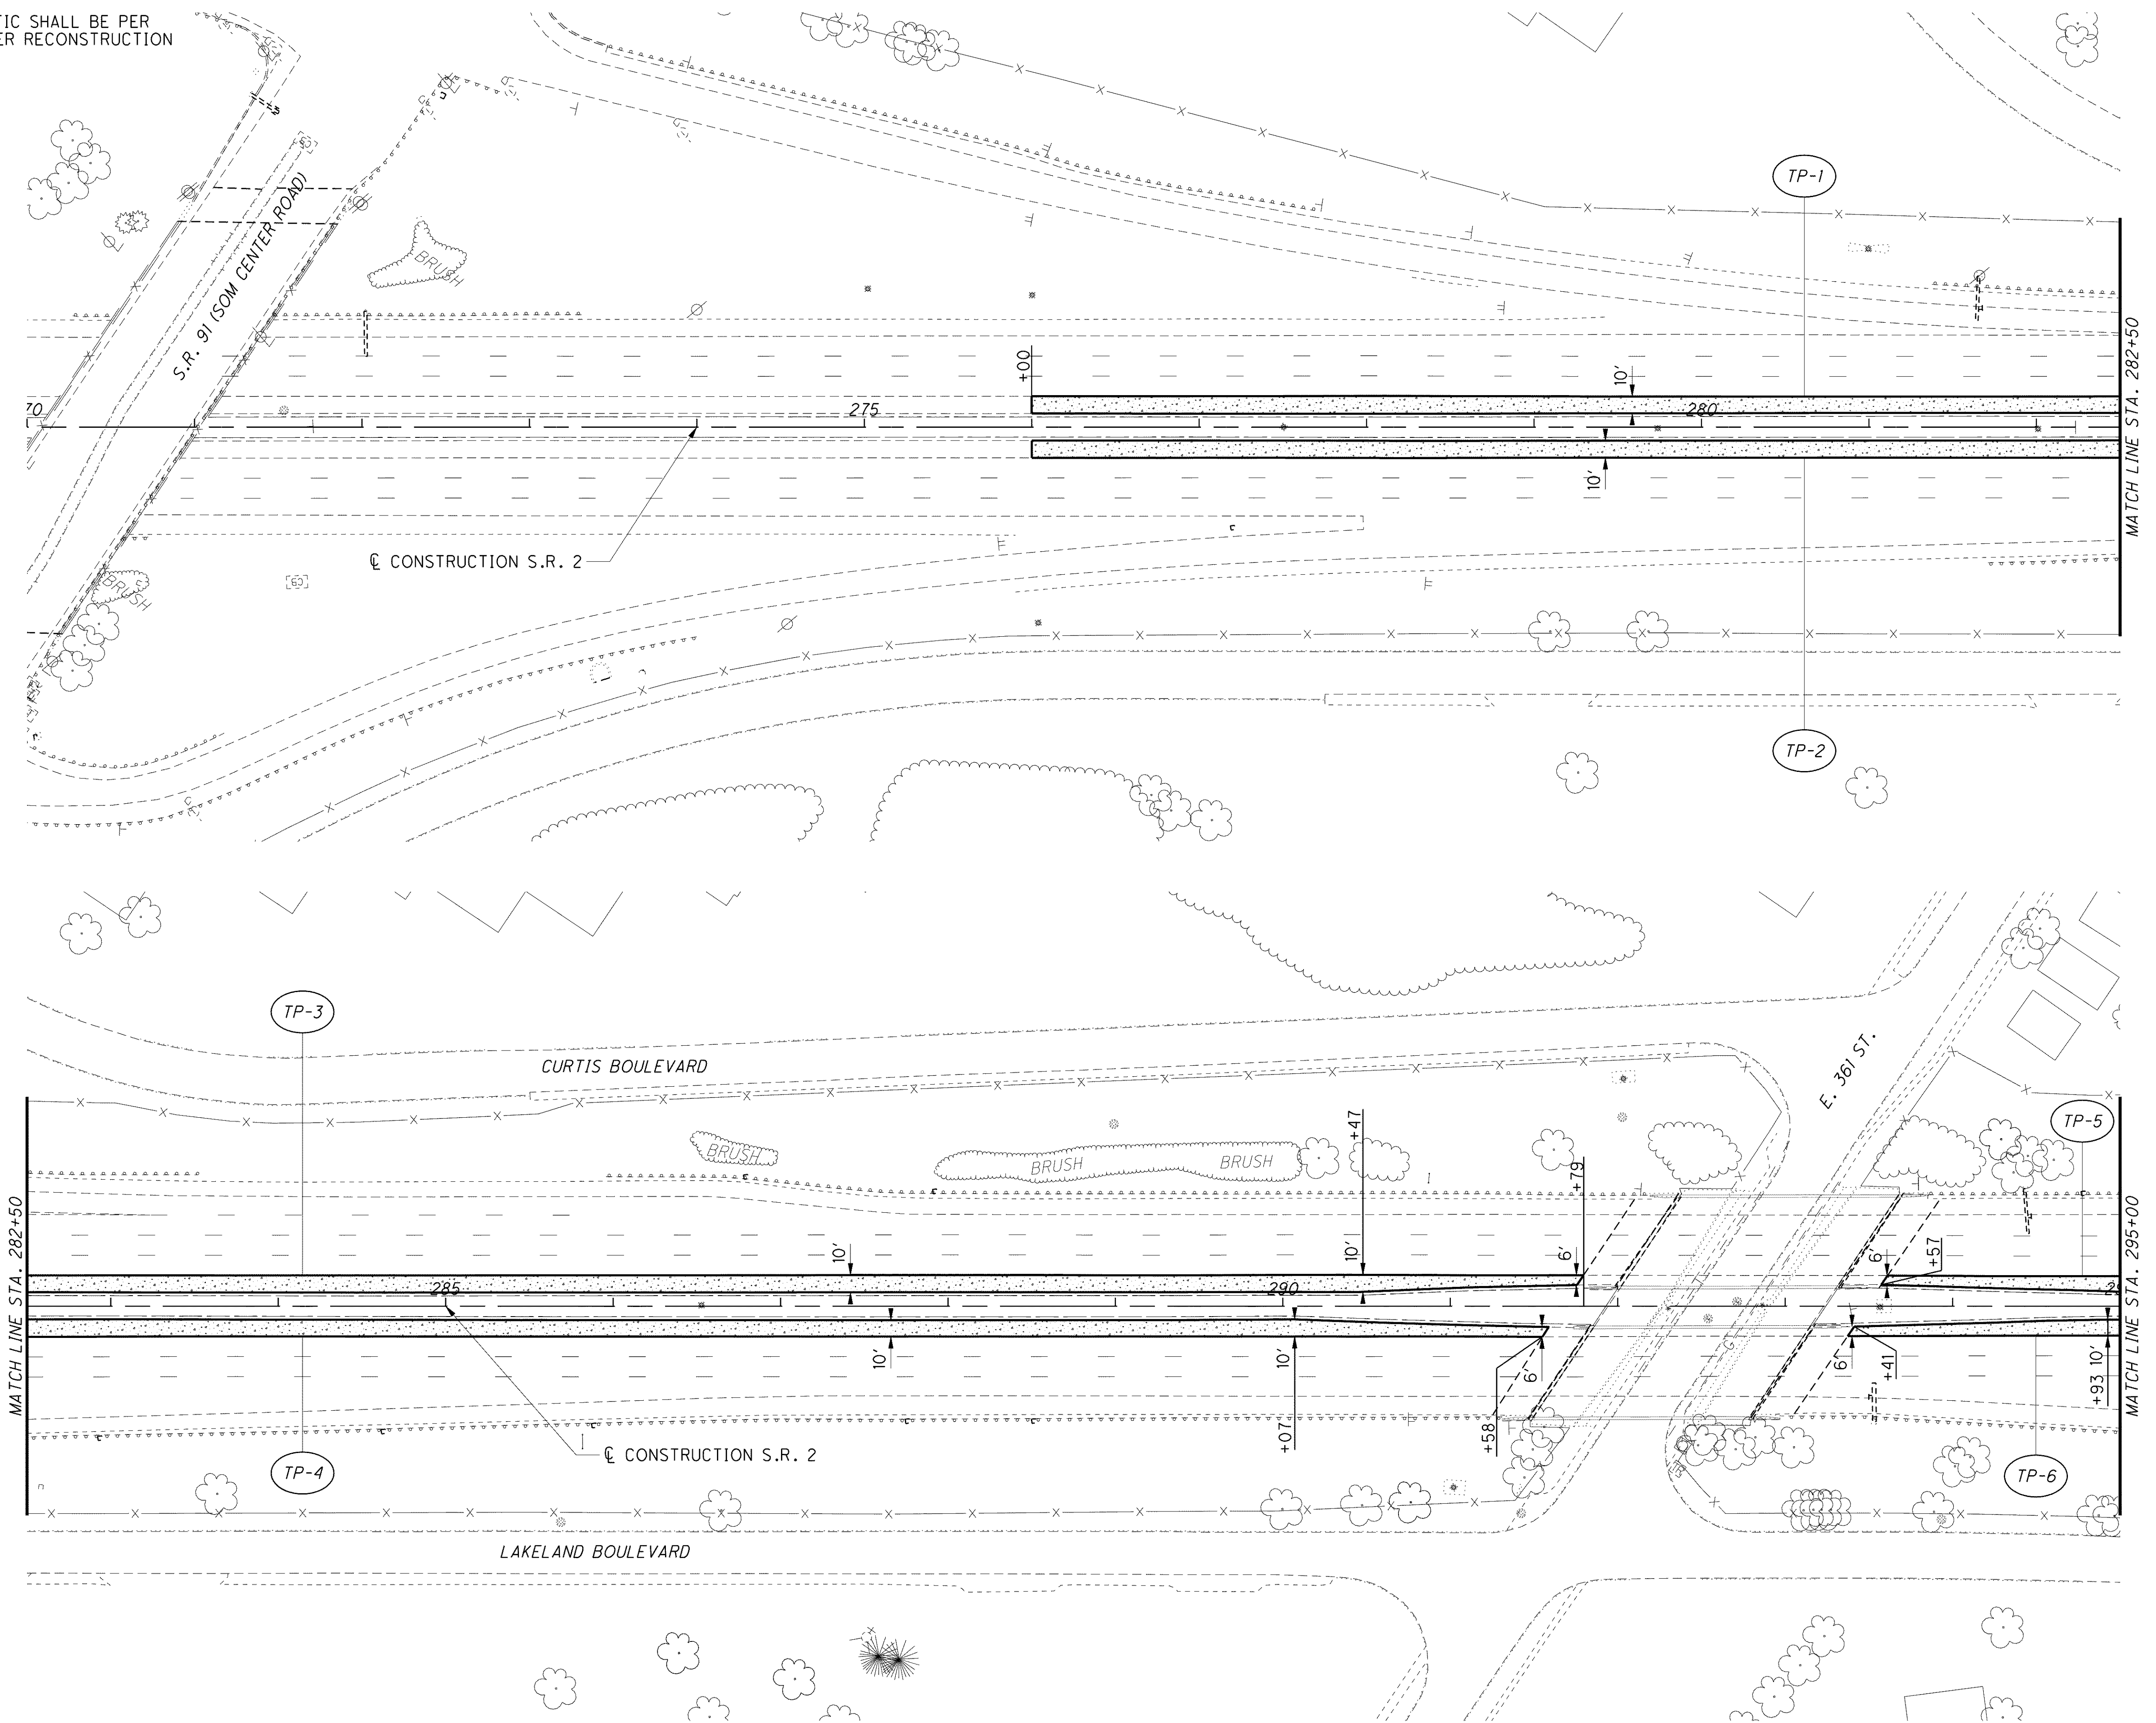 TIC SHALL BE PER
ER RECONSTRUCTION
TP-1
S.R. 91 (SOM CENTER ROAD)
BRUSH
MATCH LINE STA. 282+50
+00
10'
70
275
280
10'
℄ CONSTRUCTION S.R. 2
BRUSH
TP-2
TP-3
CURTIS BOULEVARD
E. 361 ST.
TP-5
+47
BRUSH
BRUSH
BRUSH
+79
MATCH LINE STA. 282+50
MATCH LINE STA. 295+00
10'
10'
6'
6'
+57
285
290
29
10'
10'
6'
6'
+41
+93 10'
+07
+58
℄ CONSTRUCTION S.R. 2
TP-4
TP-6
LAKELAND BOULEVARD